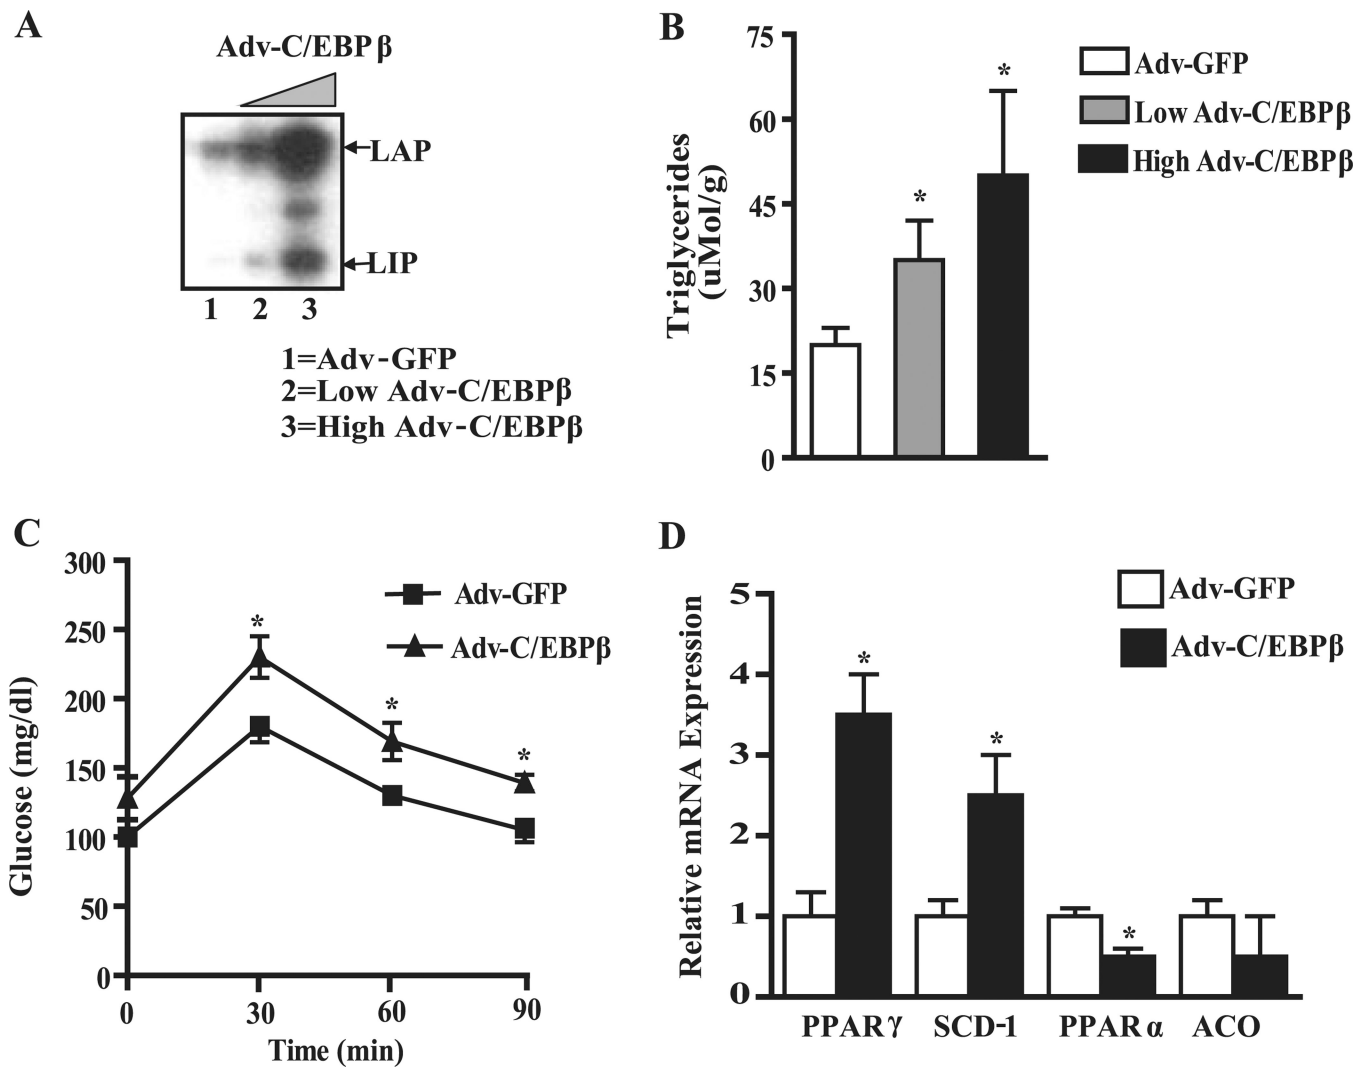 A
Adv-C/EBP β
LAP
LIP
1 2 3
1=Adv-GFP
2=Low Adv-C/EBPβ
3=High Adv-C/EBPβ
B
75
60
45
30
15
0
Triglycerides
(uMol/g)
*
*
Adv-GFP
Low Adv-C/EBPβ
High Adv-C/EBPβ
C
300
250
200
150
100
50
0
Glucose (mg/dl)
*
*
*
Adv-GFP
Adv-C/EBPβ
0 30 60 90
Time (min)
D
5
4
3
2
1
0
Relative mRNA Expression
*
*
*
Adv-GFP
Adv-C/EBPβ
PPARγ SCD-1 PPARα ACO